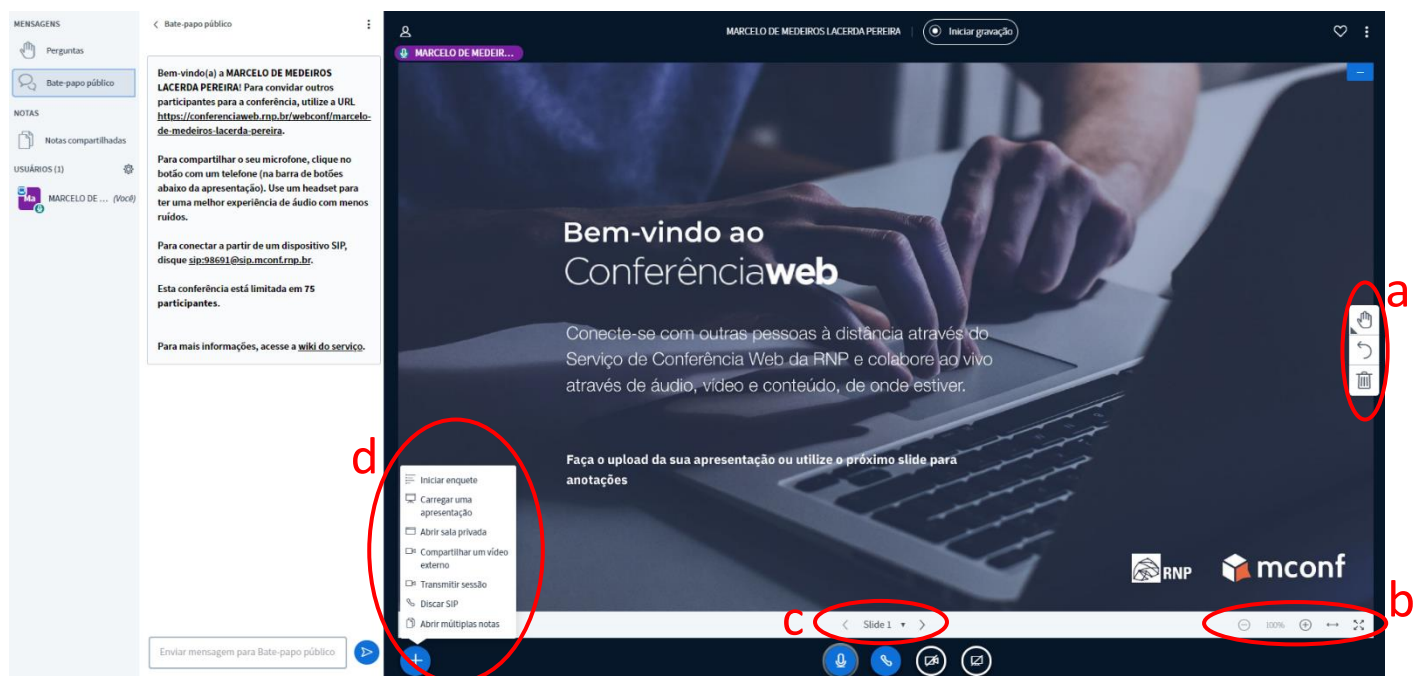 MENSAGENS
Perguntas
Bate-papo público
NOTAS
Notas compartilhadas
USUÁRIOS (1)
Ma
MARCELO DE ... (Você)
Bate-papo público
Bem-vindo(a) a MARCELO DE MEDEIROS
LACERDA PEREIRA! Para convidar outros
participantes para a conferência, utilize a URL
https://conferenciaweb.rnp.br/webconf/marcelo-
de-medeiros-lacerda-pereira.
Para compartilhar o seu microfone, clique no
botão com um telefone (na barra de botões
abaixo da apresentação). Use um headset para
ter uma melhor experiência de áudio com menos
ruídos.
Para conectar a partir de um dispositivo SIP,
disque sip:98691@sip.mconf.rnp.br.
Esta conferência está limitada em 75
participantes.
Para mais informações, acesse a wiki do serviço.
Enviar mensagem para Bate-papo público
MARCELO DE MEDEIROS LACERDA PEREIRA
Iniciar gravação
MARCELO DE MEDEIR...
Bem-vindo ao
Conferênciaweb
Conecte-se com outras pessoas à distância através do
Serviço de Conferência Web da RNP e colabore ao vivo
através de áudio, vídeo e conteúdo, de onde estiver.
Faça o upload da sua apresentação ou utilize o próximo slide para
anotações
RNP
mconf
a
d
Iniciar enquete
Carregar uma
apresentação
Abrir sala privada
Compartilhar um vídeo
externo
Transmitir sessão
Discar SIP
Abrir múltiplas notas
c
Slide 1
b
100%